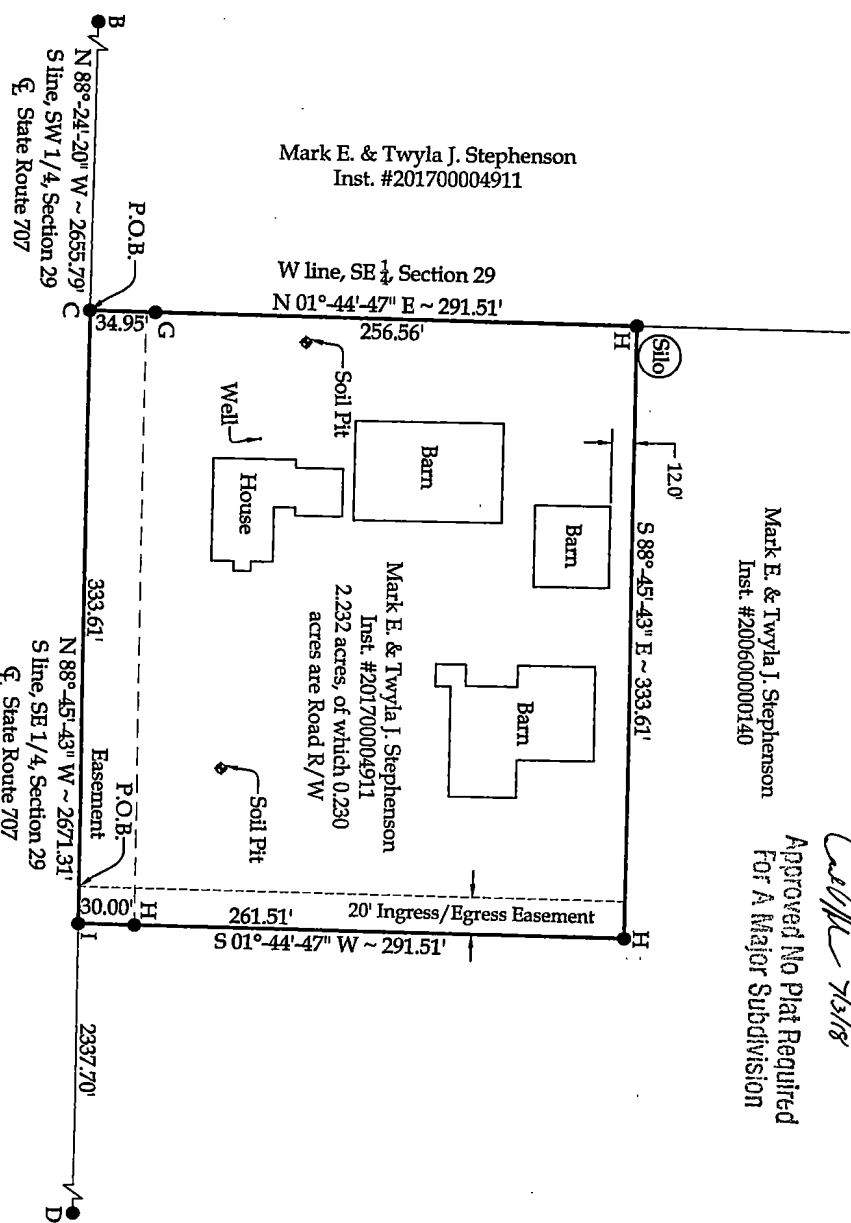 Mark E. & Twyla J. Stephenson
Inst. #201700004911
W line, SE 1/4, Section 29
N 01°-44'-47" E ~ 291.51'
34.95'
256.56'
B
N 88°-24'-20" W ~ 2655.79'
S line, SW 1/4, Section 29
℄ State Route 707
P.O.B.
C
G
H
Silo
12.0'
S 88°-45'-43" E ~ 333.61'
Mark E. & Twyla J. Stephenson
Inst. #200600000140
7/3/18
Approved No Plat Required
For A Major Subdivision
Soil Pit
Well
House
Barn
Barn
Barn
Mark E. & Twyla J. Stephenson
Inst. #201700004911
2.232 acres, of which 0.230
acres are Road R/W
Soil Pit
333.61'
N 88°-45'-43" W ~ 2671.31'
S line, SE 1/4, Section 29
℄ State Route 707
Easement
P.O.B.
30.00'
H
261.51'
20' Ingress/Egress Easement
S 01°-44'-47" W ~ 291.51'
H
I
2337.70'
D